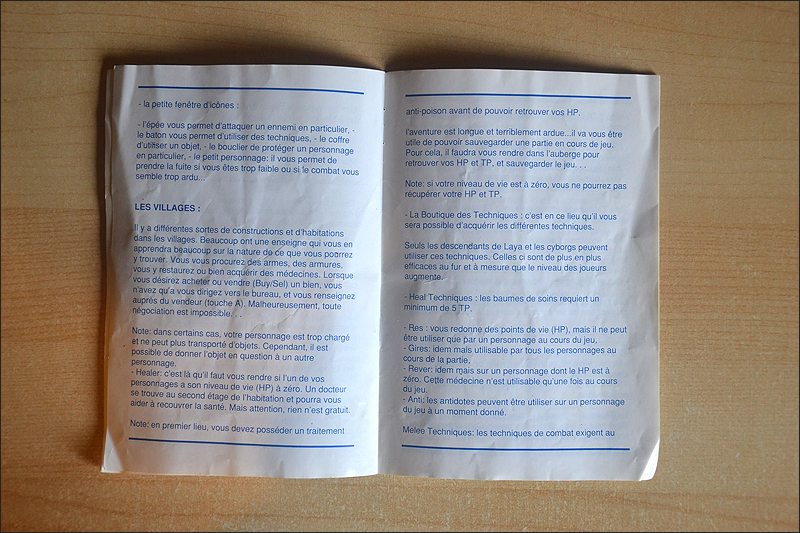 - la petite fenêtre d'icônes :
- l'épée vous permet d'attaquer un ennemi en particulier, -
le baton vous permet d'utiliser des techniques, - le coffre
d'utilser un objet, - le bouclier de protéger un personnage
en particulier, - le petit personnage: il vous permet de
prendre la fuite si vous êtes trop faible ou si le combat vous
semble trop ardu...
LES VILLAGES :
Il y a différentes sortes de constructions et d'habitations
dans les villages. Beaucoup ont une enseigne qui vous en
apprendra beaucoup sur la nature de ce que vous poorrez
y trouver. Vous vous procurez des armes, des armures,
vous y restaurez ou bien acquérir des médecines. Lorsque
vous désirez acheter ou vendre (Buy/Sel) un bien, vous
n'avez qu'a vous dirigez vers le bureau, et vous renseignez
auprès du vendeur (touche A). Malheureusement, toute
négociation est impossible. . .
Note: dans certains cas, votre personnage est trop chargé
et ne peut plus transporté d'objets. Cependant, il est
possible de donner l'objet en question à un autre
personnage.
- Healer: c'est là qu'il faut vous rendre si l'un de vos
personnages a son niveau de vie (HP) à zéro. Un docteur
se trouve au second étage de l'habitation et pourra vous
aider à recouvrer la santé. Mais attention, rien n'est gratuit.
Note: en premier lieu, vous devez posséder un traitement
anti-poison avant de pouvoir retrouver vos HP.
l'aventure est longue et terriblement ardue...il va vous être
utile de pouvoir sauvegarder une partie en cours de jeu.
Pour cela, il faudra vous rendre dans l'auberge pour
retrouver vos HP et TP, et sauvegarder le jeu. . .
Note: si votre niveau de vie est à zéro, vous ne pourrez pas
récupérer votre HP et TP.
- La Boutique des Techniques : c'est en ce lieu qu'il vous
sera possible d'acquérir les différentes techniques.
Seuls les descendants de Laya et les cyborgs peuvent
utiliser ces techniques. Celles ci sont de plus en plus
efficaces au fur et à mesure que le niveau des joueurs
augmente.
- Heal Techniques : les baumes de soins requiert un
minimum de 5 TP.
- Res : vous redonne des points de vie (HP), mais il ne peut
être utiliser que par un personnage au cours du jeu.
- Gires: idem mais utilisable par tous les personnages au
cours de la partie,
- Rever: idem mais sur un personnage dont le HP est à
zéro. Cette médecine n'est utilisable qu'une fois au cours
du jeu.
- Anti: les antidotes peuvent être utiliser sur un personnage
du jeu à un moment donné.
Melee Techniques: les techniques de combat exigent au